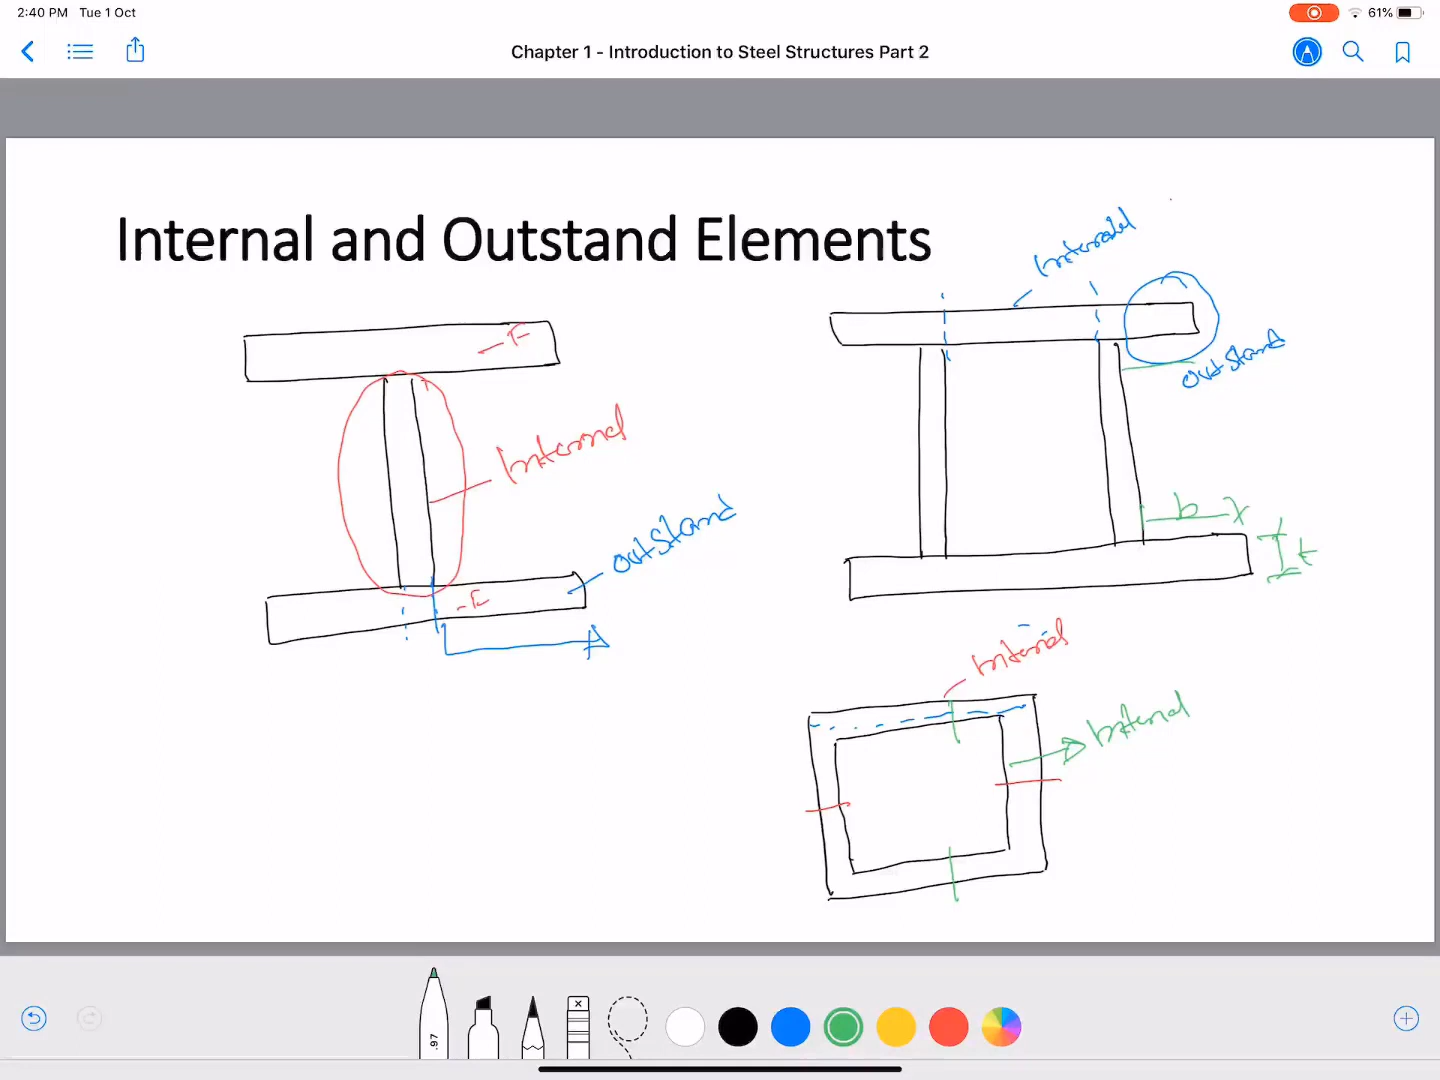 2:40 PM Tue 1 Oct
61%
Chapter 1 - Introduction to Steel Structures Part 2
Internal and Outstand Elements
Internal
F
outstand
Internal
outstand
b
t
F
Internal
Internal
.97